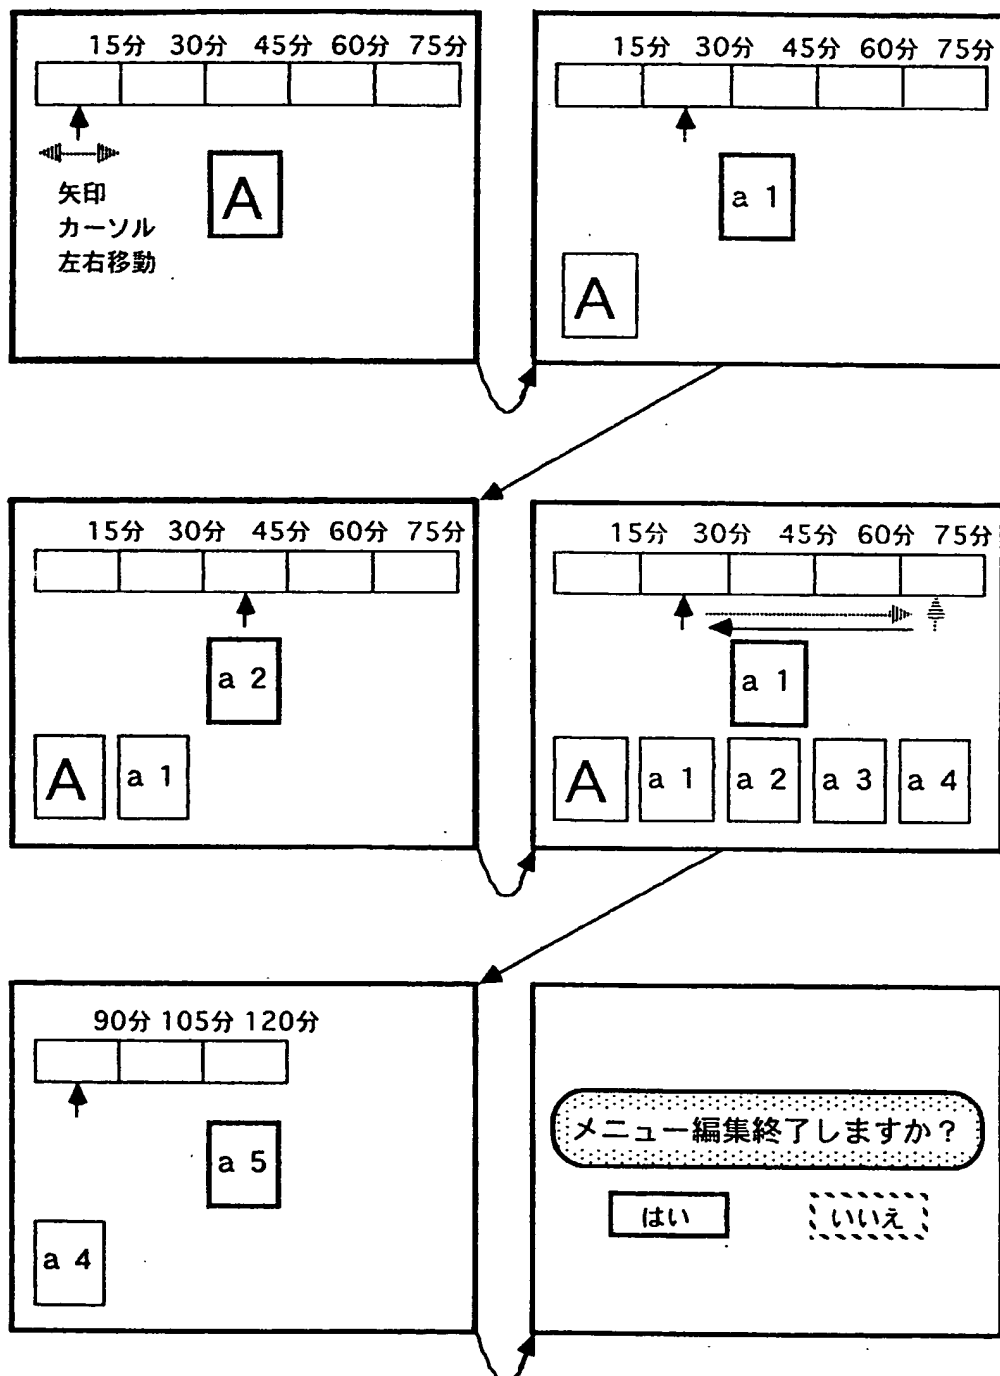 15分 30分 45分 60分 75分
矢印
カーソル
左右移動
A
15分 30分 45分 60分 75分
a 1
A
15分 30分 45分 60分 75分
a 2
A a 1
15分 30分 45分 60分 75分
a 1
A a 1 a 2 a 3 a 4
90分 105分 120分
a 5
a 4
メニュー編集終了しますか？
はい いいえ